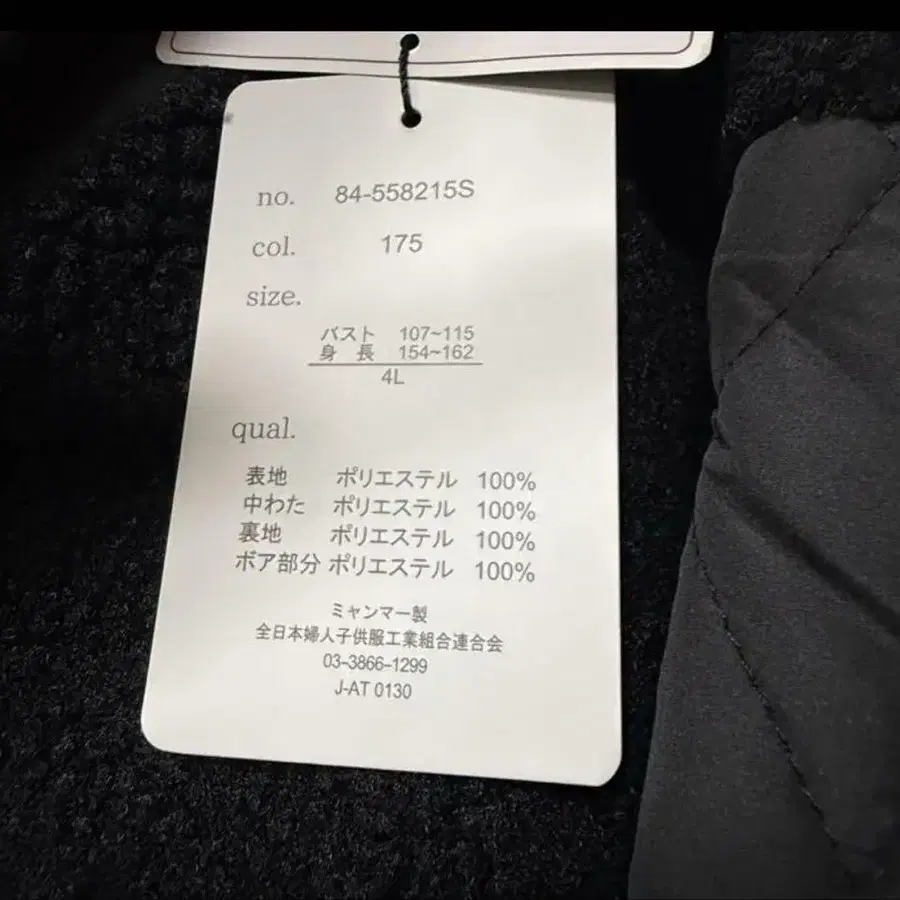 no. 84-558215S
col. 175
size.
バスト 107~115
身 長 154~162
4L
qual.
表地 ポリエステル 100%
中わた ポリエステル 100%
裏地 ポリエステル 100%
ボア部分 ポリエステル 100%
ミャンマー製
全日本婦人子供服工業組合連合会
03-3866-1299
J-AT 0130